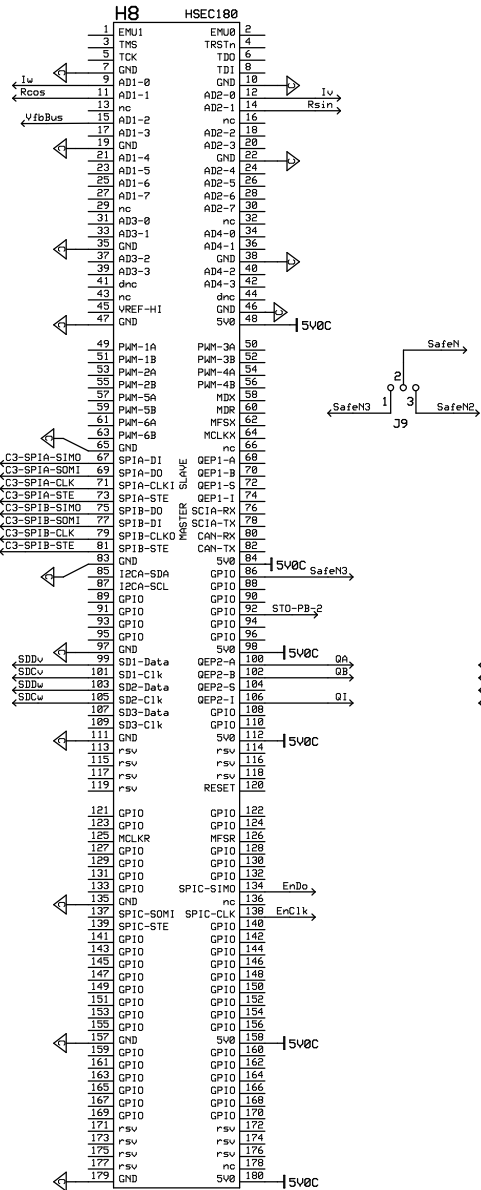 H8 HSEC180
1 EMU1 EMU0 2
3 TMS TRSTn 4
5 TCK TDO 6
C 7 GND TDI 8
Iw 9 AD1-0 GND 10 C
Rcos 11 AD1-1 AD2-0 12 Iv
13 nc AD2-1 14 Rsin
VfbBus 15 AD1-2 nc 16
17 AD1-3 AD2-2 18
C 19 GND AD2-3 20
21 AD1-4 GND 22 C
23 AD1-5 AD2-4 24
25 AD1-6 AD2-5 26
27 AD1-7 AD2-6 28
29 nc AD2-7 30
31 AD3-0 nc 32
33 AD3-1 AD4-0 34
C 35 GND AD4-1 36
37 AD3-2 GND 38 C
39 AD3-3 AD4-2 40
41 dnc AD4-3 42
43 nc dnc 44
45 VREF-HI GND 46 C
C 47 GND 5V0 48 5V0C
49 PWM-1A PWM-3A 50
51 PWM-1B PWM-3B 52
53 PWM-2A PWM-4A 54
55 PWM-2B PWM-4B 56
57 PWM-5A MDX 58
59 PWM-5B MDR 60
61 PWM-6A MFSX 62
63 PWM-6B MCLKX 64
C 65 GND nc 66
C3-SPIA-SIMO 67 SPIA-DI QEP1-A 68
C3-SPIA-SOMI 69 SPIA-DO QEP1-B 70
C3-SPIA-CLK 71 SPIA-CLKI QEP1-S 72
C3-SPIA-STE 73 SPIA-STE QEP1-I 74
SLAVE
C3-SPIB-SIMO 75 SPIB-DO SCIA-RX 76
C3-SPIB-SOMI 77 SPIB-DI SCIA-TX 78
C3-SPIB-CLK 79 SPIB-CLKO CAN-RX 80
C3-SPIB-STE 81 SPIB-STE CAN-TX 82
MASTER
C 83 GND 5V0 84 5V0C
85 I2CA-SDA GPIO 86 SafeN3
87 I2CA-SCL GPIO 88
89 GPIO GPIO 90
91 GPIO GPIO 92 STO-PB-2
93 GPIO GPIO 94
95 GPIO GPIO 96
C 97 GND 5V0 98 5V0C
SDDv 99 SD1-Data QEP2-A 100 QA
SDCv 101 SD1-Clk QEP2-B 102 QB
SDDw 103 SD2-Data QEP2-S 104
SDCw 105 SD2-Clk QEP2-I 106 QI
107 SD3-Data GPIO 108
109 SD3-Clk GPIO 110
C 111 GND 5V0 112 5V0C
113 rsv rsv 114
115 rsv rsv 116
117 rsv rsv 118
119 rsv RESET 120
121 GPIO GPIO 122
123 GPIO GPIO 124
125 MCLKR MFSR 126
127 GPIO GPIO 128
129 GPIO GPIO 130
131 GPIO GPIO 132
133 GPIO SPIC-SIMO 134 EnDo
C 135 GND nc 136
137 SPIC-SOMI SPIC-CLK 138 EnClk
139 SPIC-STE GPIO 140
141 GPIO GPIO 142
143 GPIO GPIO 144
145 GPIO GPIO 146
147 GPIO GPIO 148
149 GPIO GPIO 150
151 GPIO GPIO 152
153 GPIO GPIO 154
155 GPIO GPIO 156
C 157 GND 5V0 158 5V0C
159 GPIO GPIO 160
161 GPIO GPIO 162
163 GPIO GPIO 164
165 GPIO GPIO 166
167 GPIO GPIO 168
169 GPIO GPIO 170
171 rsv rsv 172
173 rsv rsv 174
175 rsv rsv 176
177 rsv nc 178
C 179 GND 5V0 180 5V0C
SafeN
2
SafeN3 1 3 SafeN2
J9